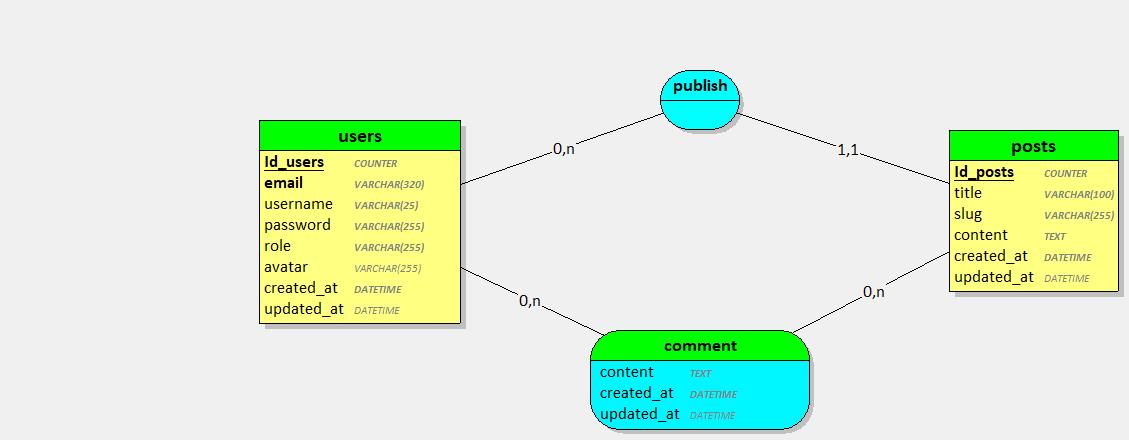 publish
users
Id_users COUNTER
email VARCHAR(320)
username VARCHAR(25)
password VARCHAR(255)
role VARCHAR(255)
avatar VARCHAR(255)
created_at DATETIME
updated_at DATETIME
0,n
1,1
posts
Id_posts COUNTER
title VARCHAR(100)
slug VARCHAR(255)
content TEXT
created_at DATETIME
updated_at DATETIME
0,n
0,n
comment
content TEXT
created_at DATETIME
updated_at DATETIME